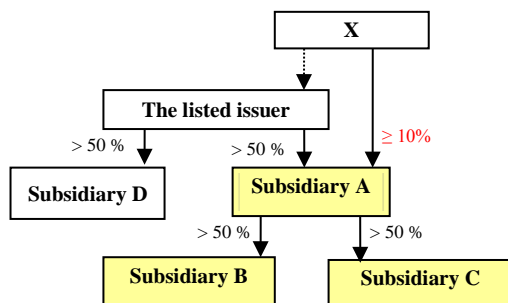 X
The listed issuer
> 50 %
> 50 %
≥ 10%
Subsidiary D
Subsidiary A
> 50 %
> 50 %
Subsidiary B
Subsidiary C